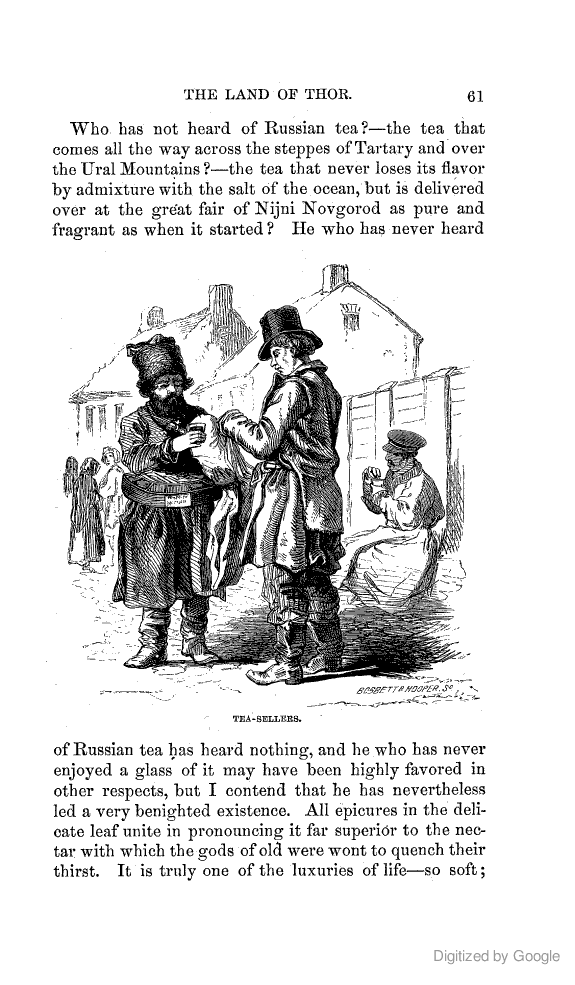 THE LAND OF THOR. 61
Who has not heard of Russian tea?—the tea that
comes all the way across the steppes of Tartary and over
the Ural Mountains?—the tea that never loses its flavor
by admixture with the salt of the ocean, but is delivered
over at the great fair of Nijni Novgorod as pure and
fragrant as when it started? He who has never heard
BOBBETT & HOOPER. SC
TEA-SELLERS.
of Russian tea has heard nothing, and he who has never
enjoyed a glass of it may have been highly favored in
other respects, but I contend that he has nevertheless
led a very benighted existence. All epicures in the deli-
cate leaf unite in pronouncing it far superior to the nec-
tar with which the gods of old were wont to quench their
thirst. It is truly one of the luxuries of life—so soft;
Digitized by Google